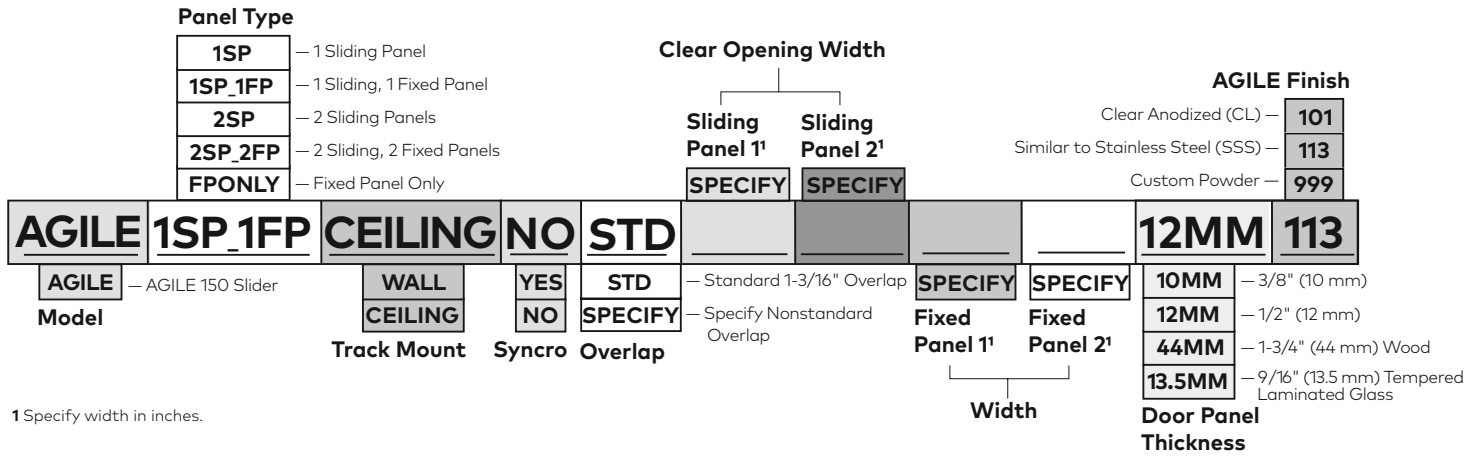 Panel Type
1SP — 1 Sliding Panel
1SP_1FP — 1 Sliding, 1 Fixed Panel
2SP — 2 Sliding Panels
2SP_2FP — 2 Sliding, 2 Fixed Panels
FPONLY — Fixed Panel Only
Clear Opening Width
Sliding
Panel 1¹
SPECIFY
Sliding
Panel 2¹
SPECIFY
AGILE Finish
Clear Anodized (CL) — 101
Similar to Stainless Steel (SSS) — 113
Custom Powder — 999
AGILE 1SP_1FP CEILING NO STD ____ ____ ____ ____ 12MM 113
AGILE — AGILE 150 Slider
Model
WALL
CEILING
Track Mount
YES
NO
Syncro
STD — Standard 1-3/16" Overlap
SPECIFY — Specify Nonstandard
Overlap
Overlap
SPECIFY
Fixed
Panel 1¹
SPECIFY
Fixed
Panel 2¹
Width
10MM — 3/8" (10 mm)
12MM — 1/2" (12 mm)
44MM — 1-3/4" (44 mm) Wood
13.5MM — 9/16" (13.5 mm) Tempered
Laminated Glass
Door Panel
Thickness
1 Specify width in inches.